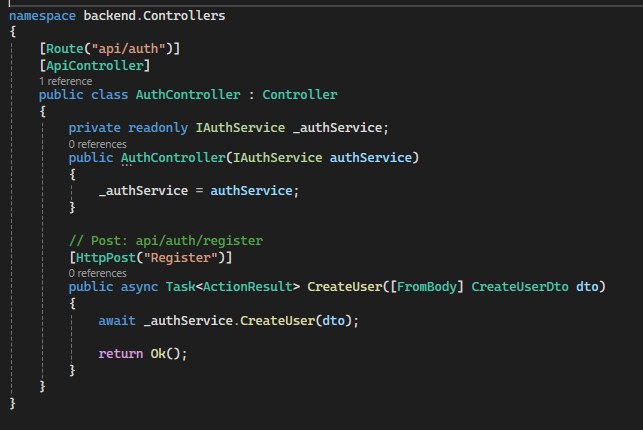 namespace backend.Controllers
{
[Route("api/auth")]
[ApiController]
1 reference
public class AuthController : Controller
{
private readonly IAuthService _authService;
0 references
public AuthController(IAuthService authService)
{
_authService = authService;
}
// Post: api/auth/register
[HttpPost("Register")]
0 references
public async Task<ActionResult> CreateUser([FromBody] CreateUserDto dto)
{
await _authService.CreateUser(dto);
return Ok();
}
}
}